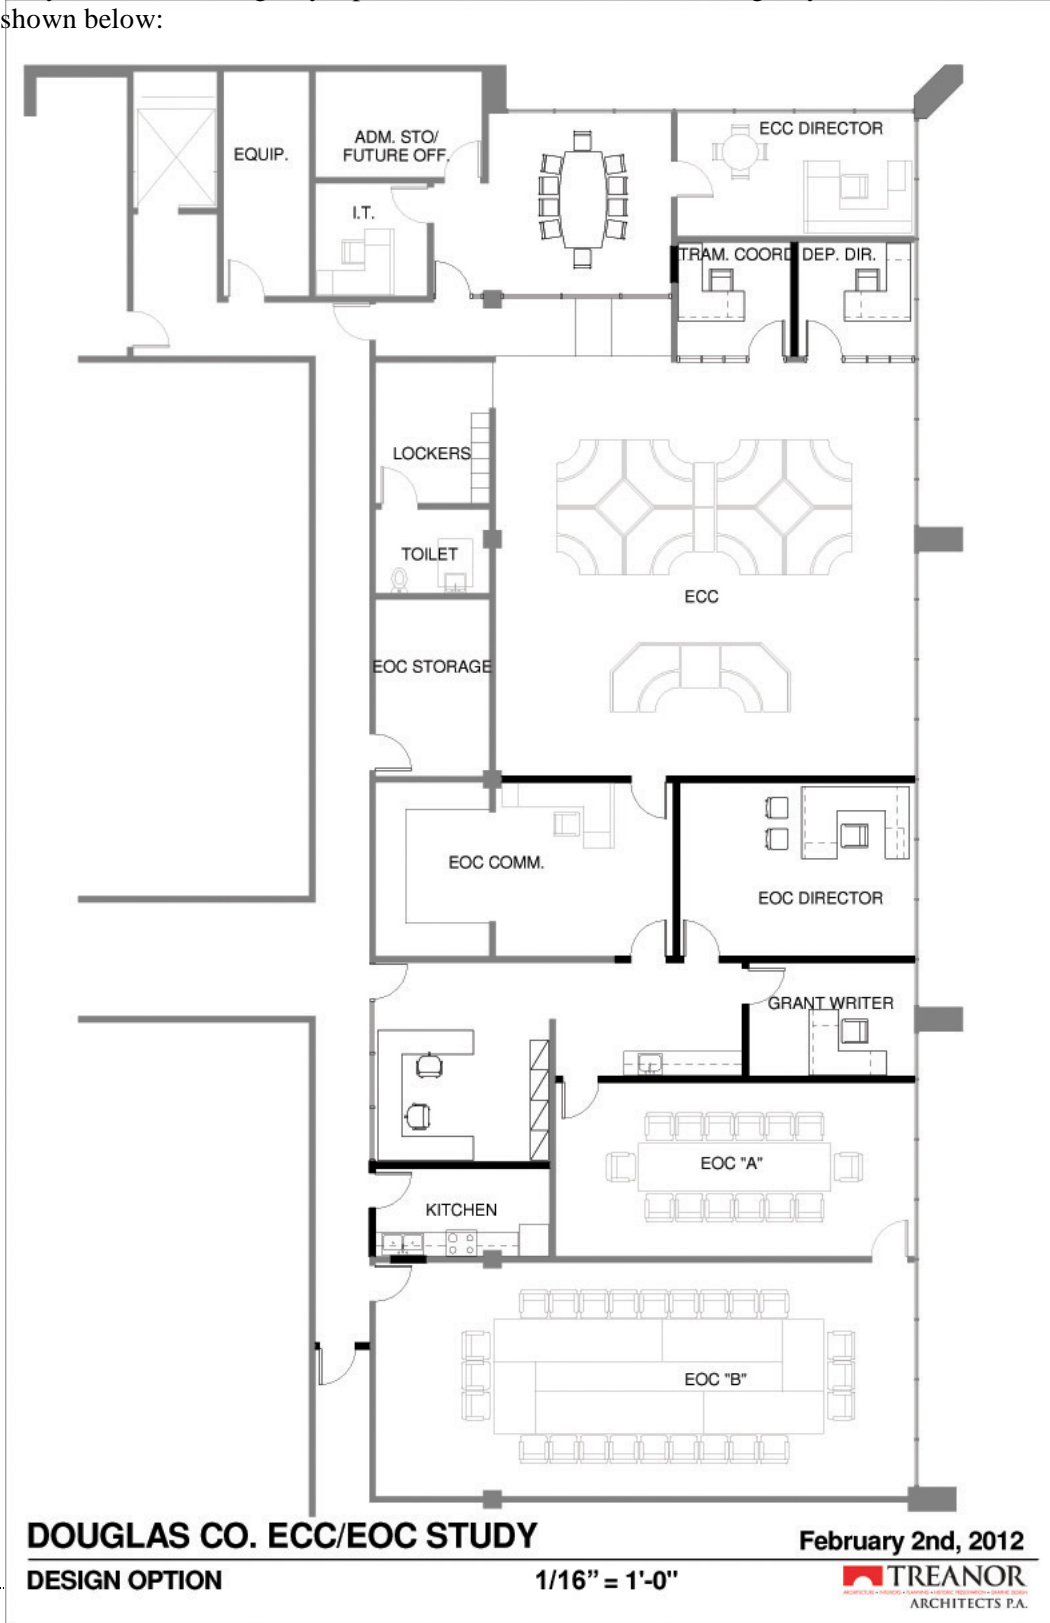 shown below:
ECC DIRECTOR
ADM. STO/
FUTURE OFF.
EQUIP.
I.T.
TRAM. COORD
DEP. DIR.
LOCKERS
TOILET
ECC
EOC STORAGE
EOC COMM.
EOC DIRECTOR
GRANT WRITER
EOC "A"
KITCHEN
EOC "B"
DOUGLAS CO. ECC/EOC STUDY
February 2nd, 2012
DESIGN OPTION
1/16” = 1'-0"
TREANOR
ARCHITECTS P.A.